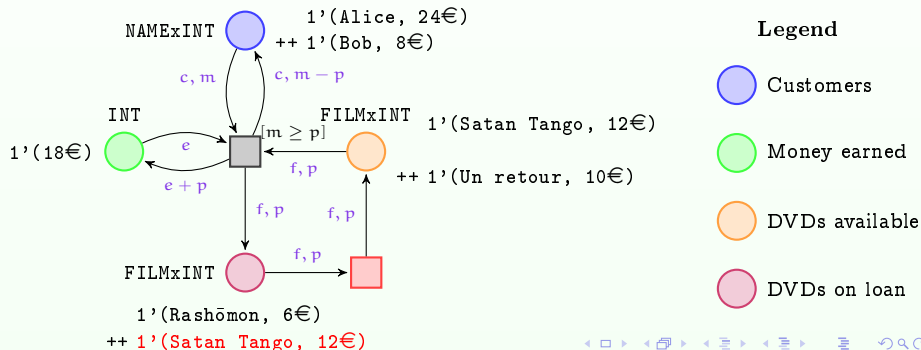 NAMExINT
1'(Alice, 24€)
++ 1'(Bob, 8€)
c, m
c, m − p
INT
1'(18€)
e
e + p
[m ≥ p]
FILMxINT
1'(Satan Tango, 12€)
++ 1'(Un retour, 10€)
f, p
f, p
f, p
f, p
FILMxINT
1'(Rashōmon, 6€)
++ 1'(Satan Tango, 12€)
Legend
Customers
Money earned
DVDs available
DVDs on loan